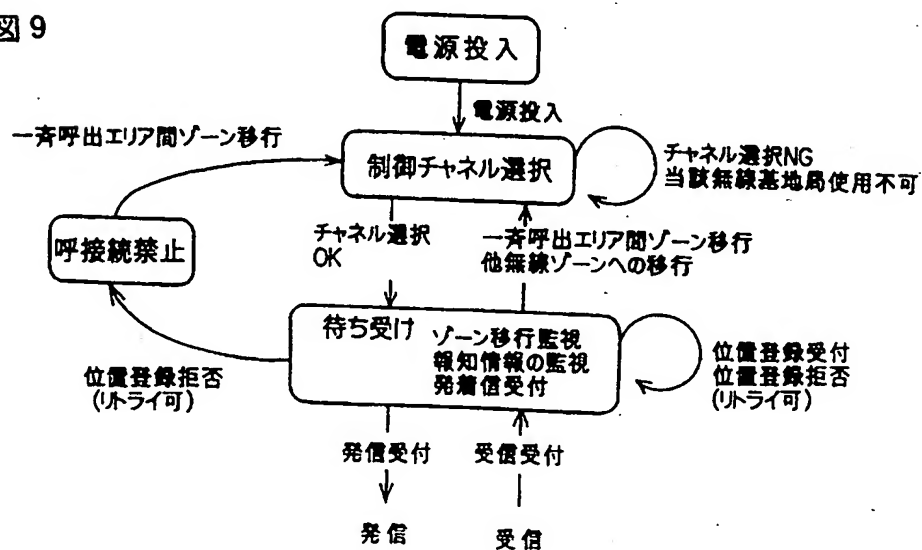 図9
電源投入
電源投入
一斉呼出エリア間ゾーン移行
制御チャネル選択
チャネル選択NG
当該無線基地局使用不可
呼接続禁止
チャネル選択
OK
一斉呼出エリア間ゾーン移行
他無線ゾーンへの移行
待ち受け
ゾーン移行監視
報知情報の監視
発着信受付
位置登録受付
位置登録拒否
(リトライ可)
位置登録拒否
(リトライ可)
発信受付
受信受付
発信
受信